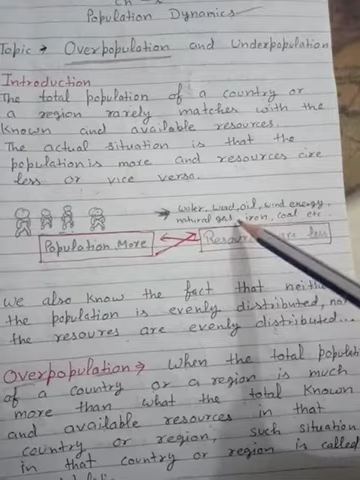 Population Dynamics
Topic → Overpopulation and Underpopulation
Introduction
The total population of a country or
a region rarely matches with the
known and available resources.
The actual situation is that the
population is more and resources are
less or vice versa.
→ water, wood, oil, wind energy,
natural gas, iron, coal etc.
Population More
Resources are less
we also know the fact that neither
the population is evenly distributed, nor
the resoures are evenly distributed...
Overpopulation → When the total populat
of a country or a region is much
more than what the total known
and available resources in that
country or region, such situation
in that country or region is called